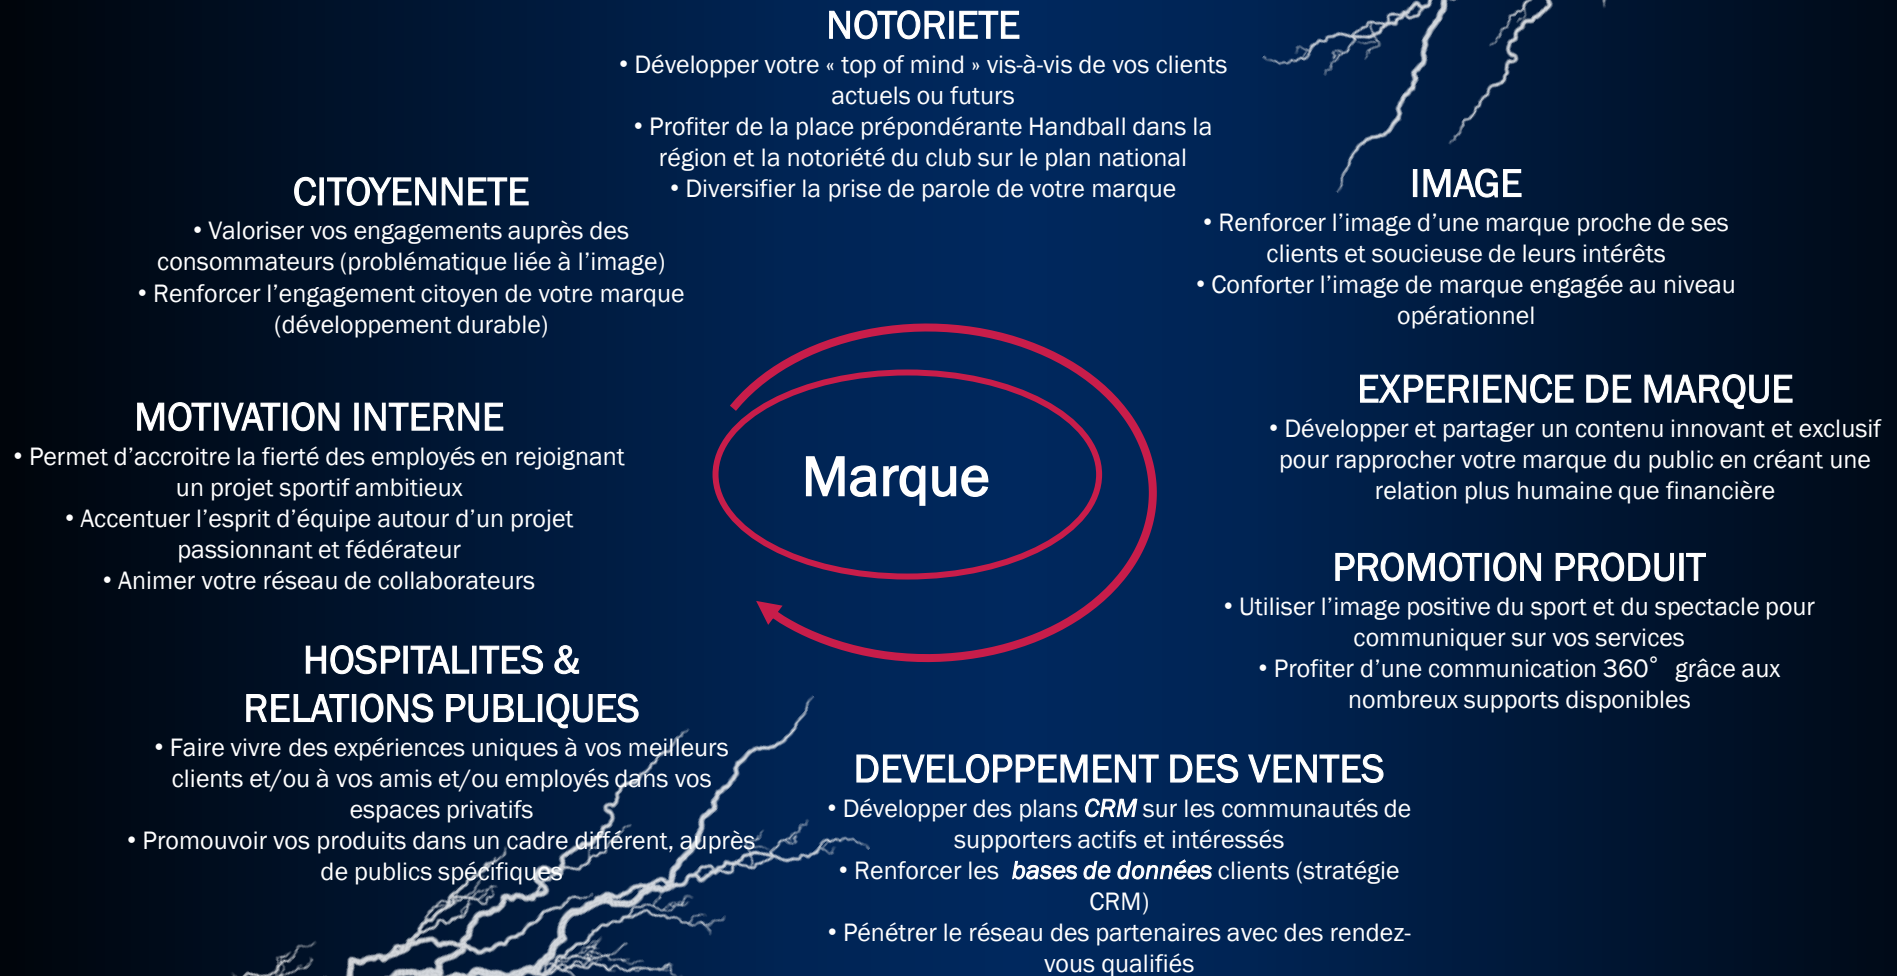 NOTORIETE
• Développer votre « top of mind » vis-à-vis de vos clients
actuels ou futurs
• Profiter de la place prépondérante Handball dans la
région et la notoriété du club sur le plan national
• Diversifier la prise de parole de votre marque
CITOYENNETE
• Valoriser vos engagements auprès des
consommateurs (problématique liée à l’image)
• Renforcer l’engagement citoyen de votre marque
(développement durable)
IMAGE
• Renforcer l’image d’une marque proche de ses
clients et soucieuse de leurs intérêts
• Conforter l’image de marque engagée au niveau
opérationnel
MOTIVATION INTERNE
• Permet d’accroitre la fierté des employés en rejoignant
un projet sportif ambitieux
• Accentuer l’esprit d’équipe autour d’un projet
passionnant et fédérateur
• Animer votre réseau de collaborateurs
Marque
EXPERIENCE DE MARQUE
• Développer et partager un contenu innovant et exclusif
pour rapprocher votre marque du public en créant une
relation plus humaine que financière
PROMOTION PRODUIT
• Utiliser l’image positive du sport et du spectacle pour
communiquer sur vos services
• Profiter d’une communication 360° grâce aux
nombreux supports disponibles
HOSPITALITES &
RELATIONS PUBLIQUES
• Faire vivre des expériences uniques à vos meilleurs
clients et/ou à vos amis et/ou employés dans vos
espaces privatifs
• Promouvoir vos produits dans un cadre différent, auprès
de publics spécifiques
DEVELOPPEMENT DES VENTES
• Développer des plans CRM sur les communautés de
supporters actifs et intéressés
• Renforcer les bases de données clients (stratégie
CRM)
• Pénétrer le réseau des partenaires avec des rendez-
vous qualifiés